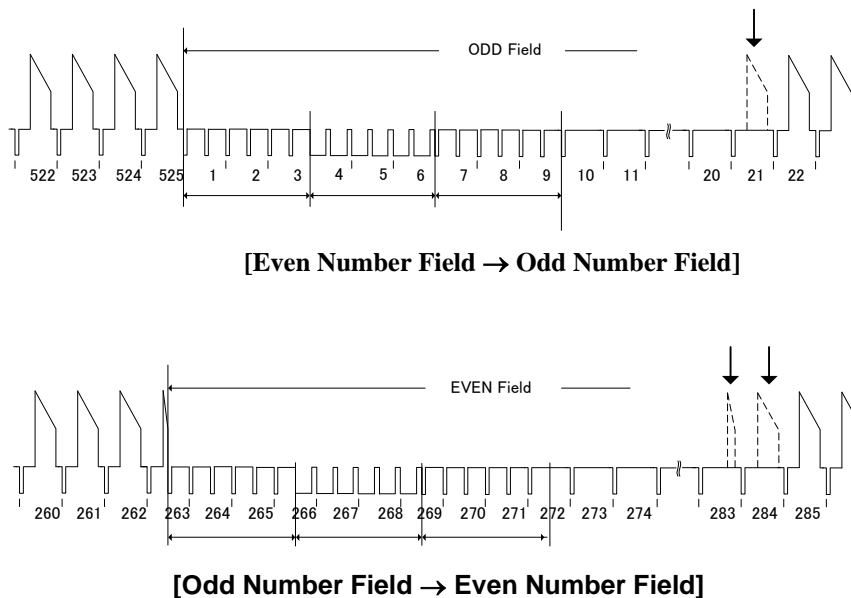 ODD Field
522 523 524 525 1 2 3 4 5 6 7 8 9 10 11 20 21 22
[Even Number Field → Odd Number Field]
EVEN Field
260 261 262 263 264 265 266 267 268 269 270 271 272 273 274 283 284 285
[Odd Number Field → Even Number Field]